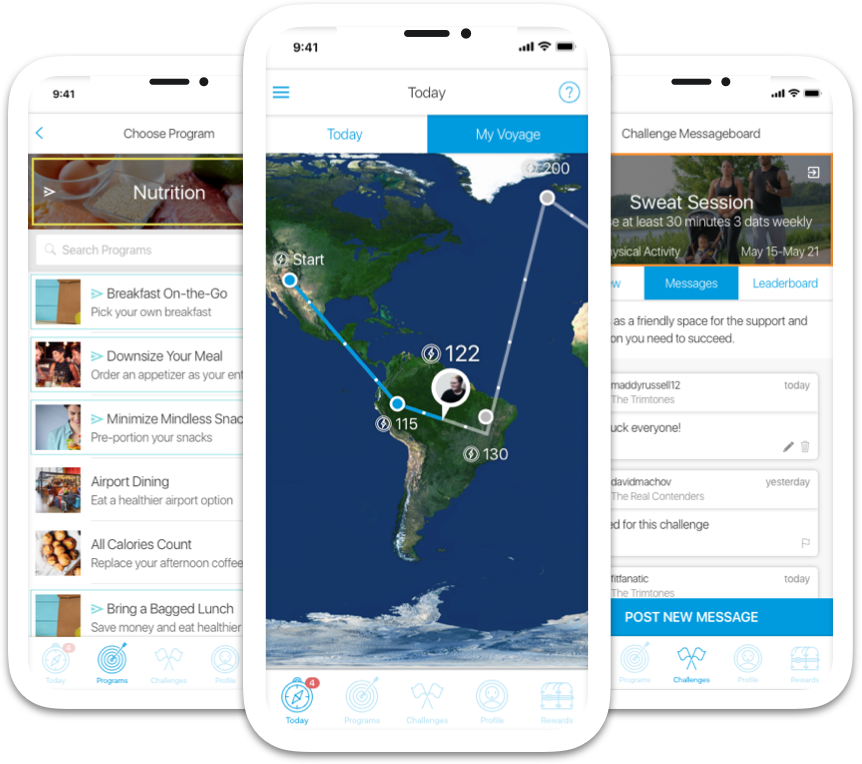 9:41
Choose Program
Nutrition
Search Programs
Breakfast On-the-Go
Pick your own breakfast
Downsize Your Meal
Order an appetizer as your ent
Minimize Mindless Snac
Pre-portion your snacks
Airport Dining
Eat a healthier airport option
All Calories Count
Replace your afternoon coffee
Bring a Bagged Lunch
Save money and eat healthier
4
Today
Programs
Challenges
Profile
9:41
Today
?
Today
My Voyage
200
Start
122
115
130
4
Today
Programs
Challenges
Profile
Rewards
Challenge Messageboard
Sweat Session
e at least 30 minutes 3 dats weekly
ysical Activity
May 15-May 21
ew
Messages
Leaderboard
as a friendly space for the support and
on you need to succeed.
maddyrussell12
today
The Trimtones
uck everyone!
davidmachov
yesterday
The Real Contenders
ed for this challenge
fitfanatic
today
The Trimtones
POST NEW MESSAGE
Programs
Challenges
Profile
Rewards